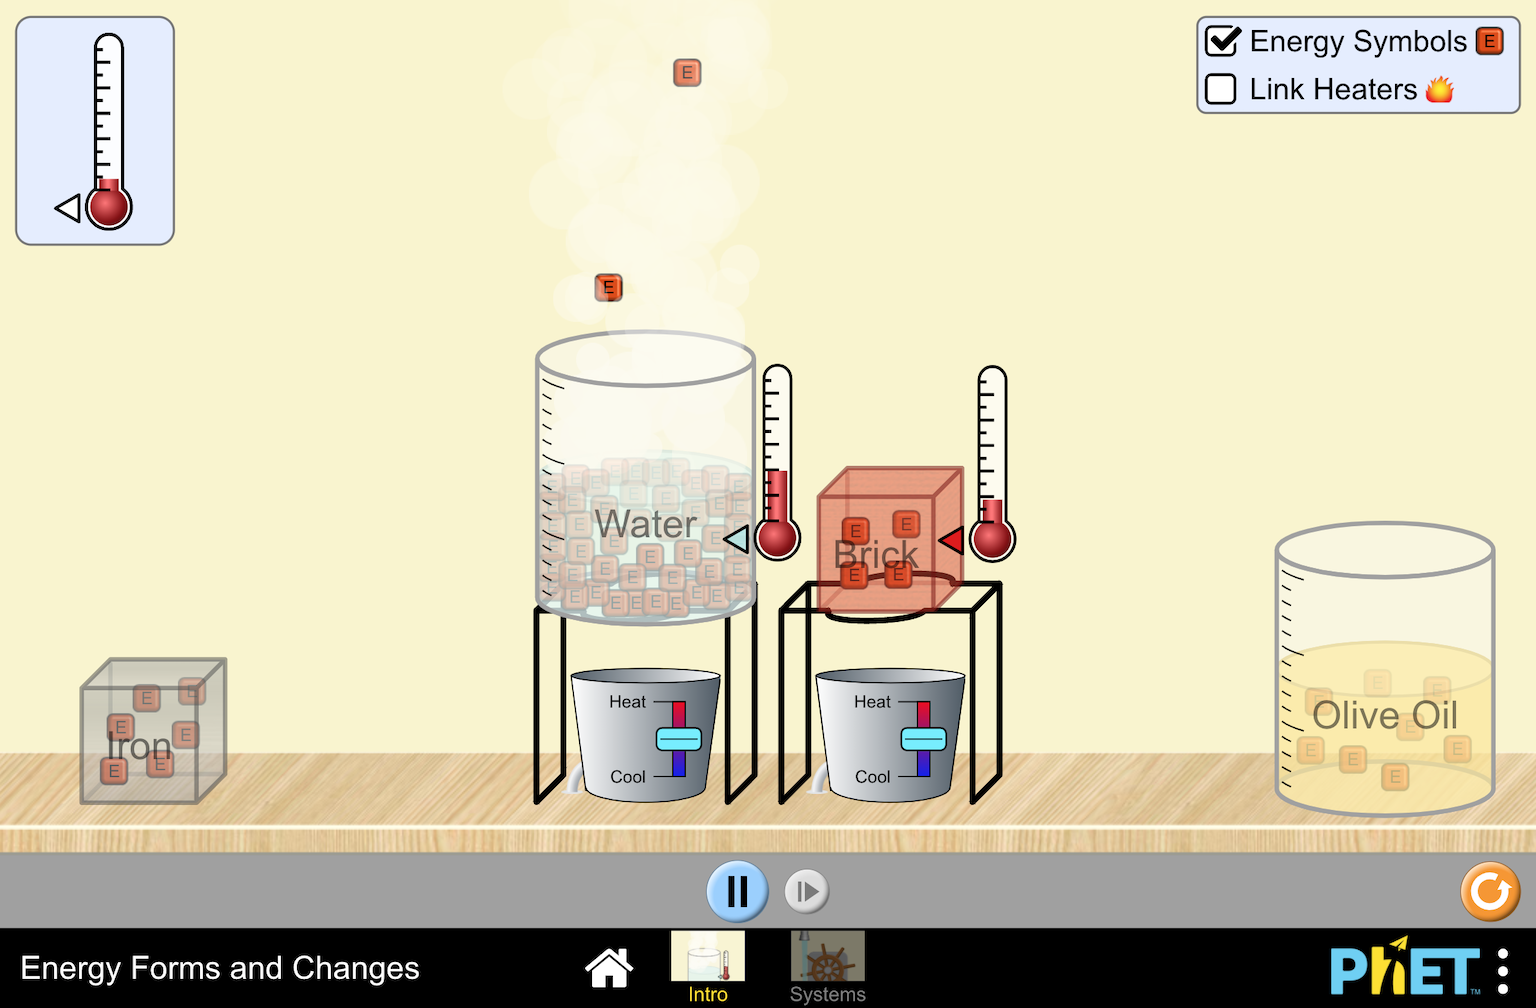 Energy Symbols E
Link Heaters
E
E
Water
Brick
Iron
Olive Oil
Heat
Cool
Heat
Cool
Energy Forms and Changes
Intro
Systems
PhET™